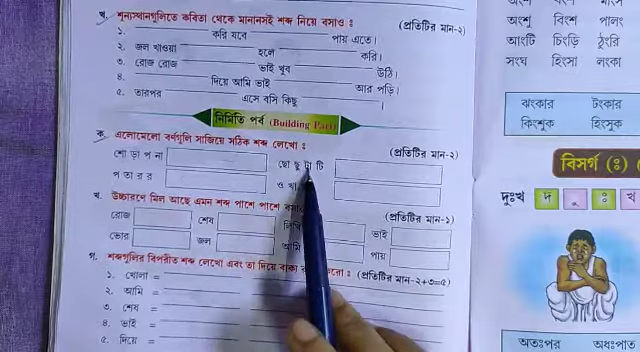 খ. শূন্যস্থানগুলিতে কবিতা থেকে মানানসই শব্দ নিয়ে বসাও ঃ
(প্রতিটির মান-২)
১. করি যবে পায় এতে।
২. জল খাওয়া হলে করি।
৩. রোজ রোজ ভাই খুব উঠি।
৪. দিয়ে আমি ভাই আর পড়ি।
৫. তারপর এসে বসি কিছু ।
নির্মিতি পর্ব (Building Part)
ক. এলোমেলো বর্ণগুলি সাজিয়ে সঠিক শব্দ লেখো ঃ
(প্রতিটির মান-২)
শো ড়া প না
ছো ছু টা টি
প তা র র
ও খা
খ. উচ্চারণে মিল আছে এমন শব্দ পাশে পাশে
(প্রতিটির মান-১)
রোজ শেষ ভাই
ভোর জল আমি পায়
গ. শব্দগুলির বিপরীত শব্দ লেখো এবং তা দিয়ে বাক্য করো ঃ (প্রতিটির মান-২+৩=৫)
১. খোলা =
২. আমি =
৩. শেষ =
৪. ভাই =
৫. দিয়ে =
অংশু বিংশ পালং
আংটি চিংড়ি ঠুংরি
সংঘ হিংসা লংকা
ঝংকার টংকার
কিংশুক হিংসুক
বিসর্গ (ঃ)
দুঃখ দ ু ঃ খ
অতঃপর অধঃপাত